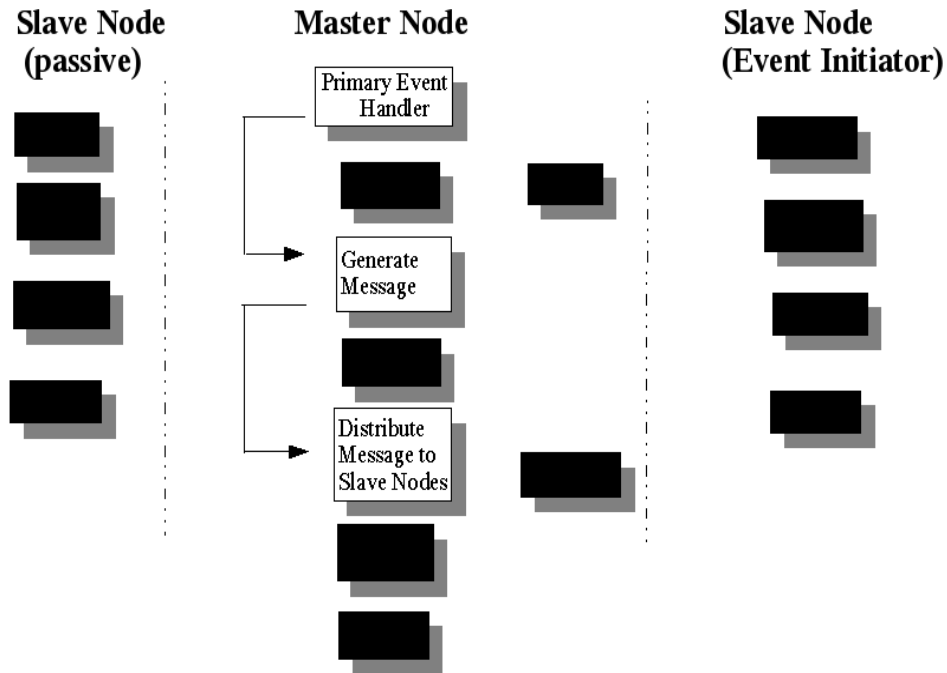 Slave Node
(passive)
Master Node
Slave Node
(Event Initiator)
Primary Event
Handler
Generate
Message
Distribute
Message to
Slave Nodes